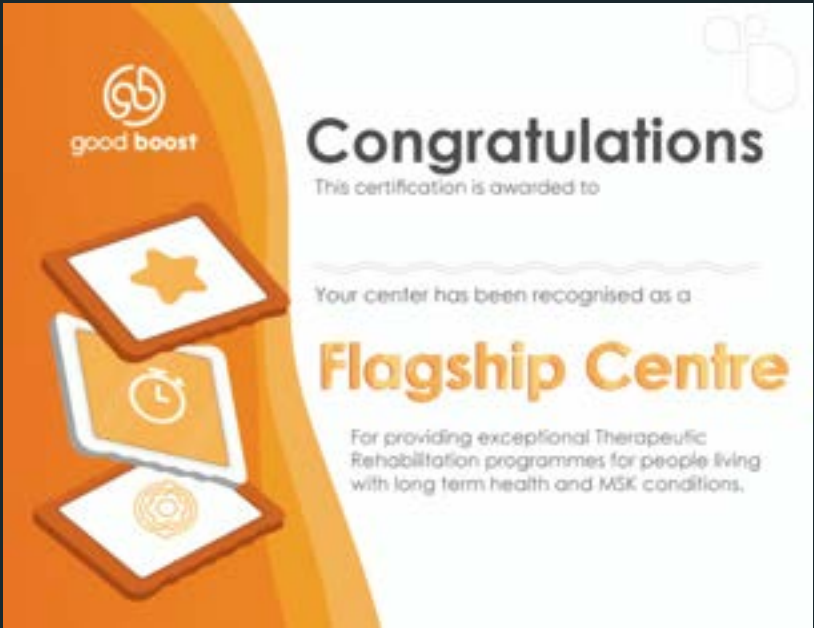 good boost
Congratulations
This certification is awarded to
Your center has been recognised as a
Flagship Centre
For providing exceptional Therapeutic
Rehabilitation programmes for people living
with long term health and MSK conditions.